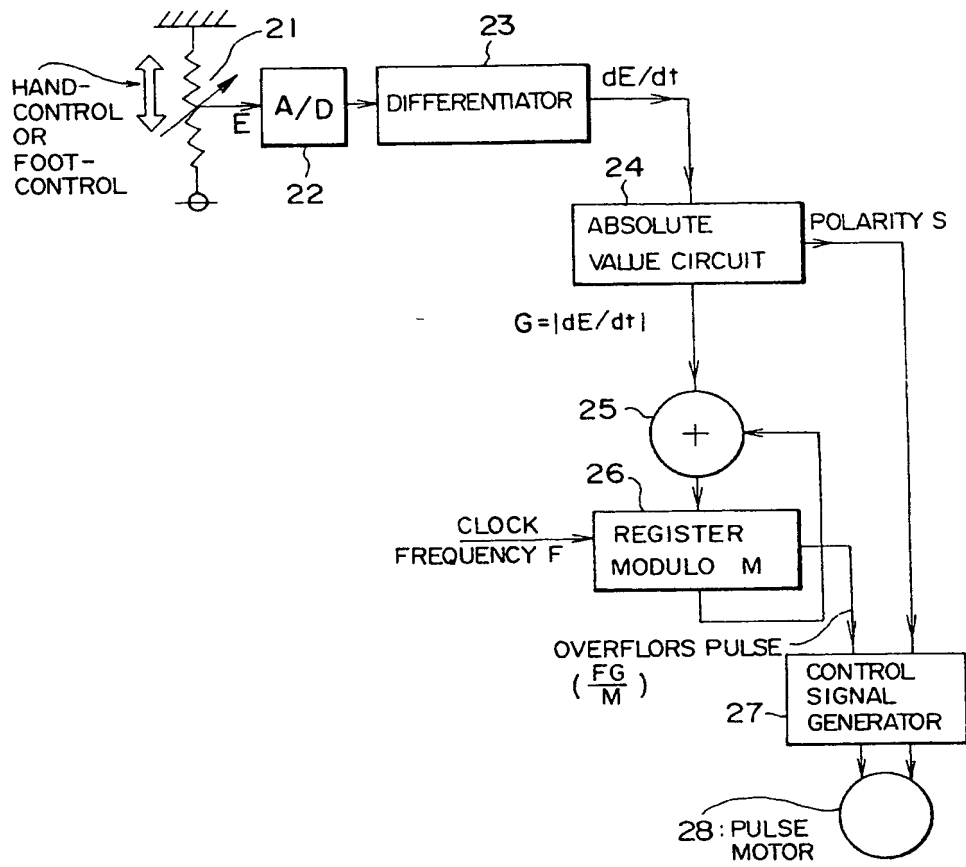 21
HAND-
CONTROL
OR
FOOT-
CONTROL
E
A/D
22
23
DIFFERENTIATOR
dE/dt
24
ABSOLUTE
VALUE CIRCUIT
POLARITY S
G=|dE/dt|
25
+
26
CLOCK
FREQUENCY F
REGISTER
MODULO M
OVERFLORS PULSE
(FG/M)
27
CONTROL
SIGNAL
GENERATOR
28: PULSE
MOTOR